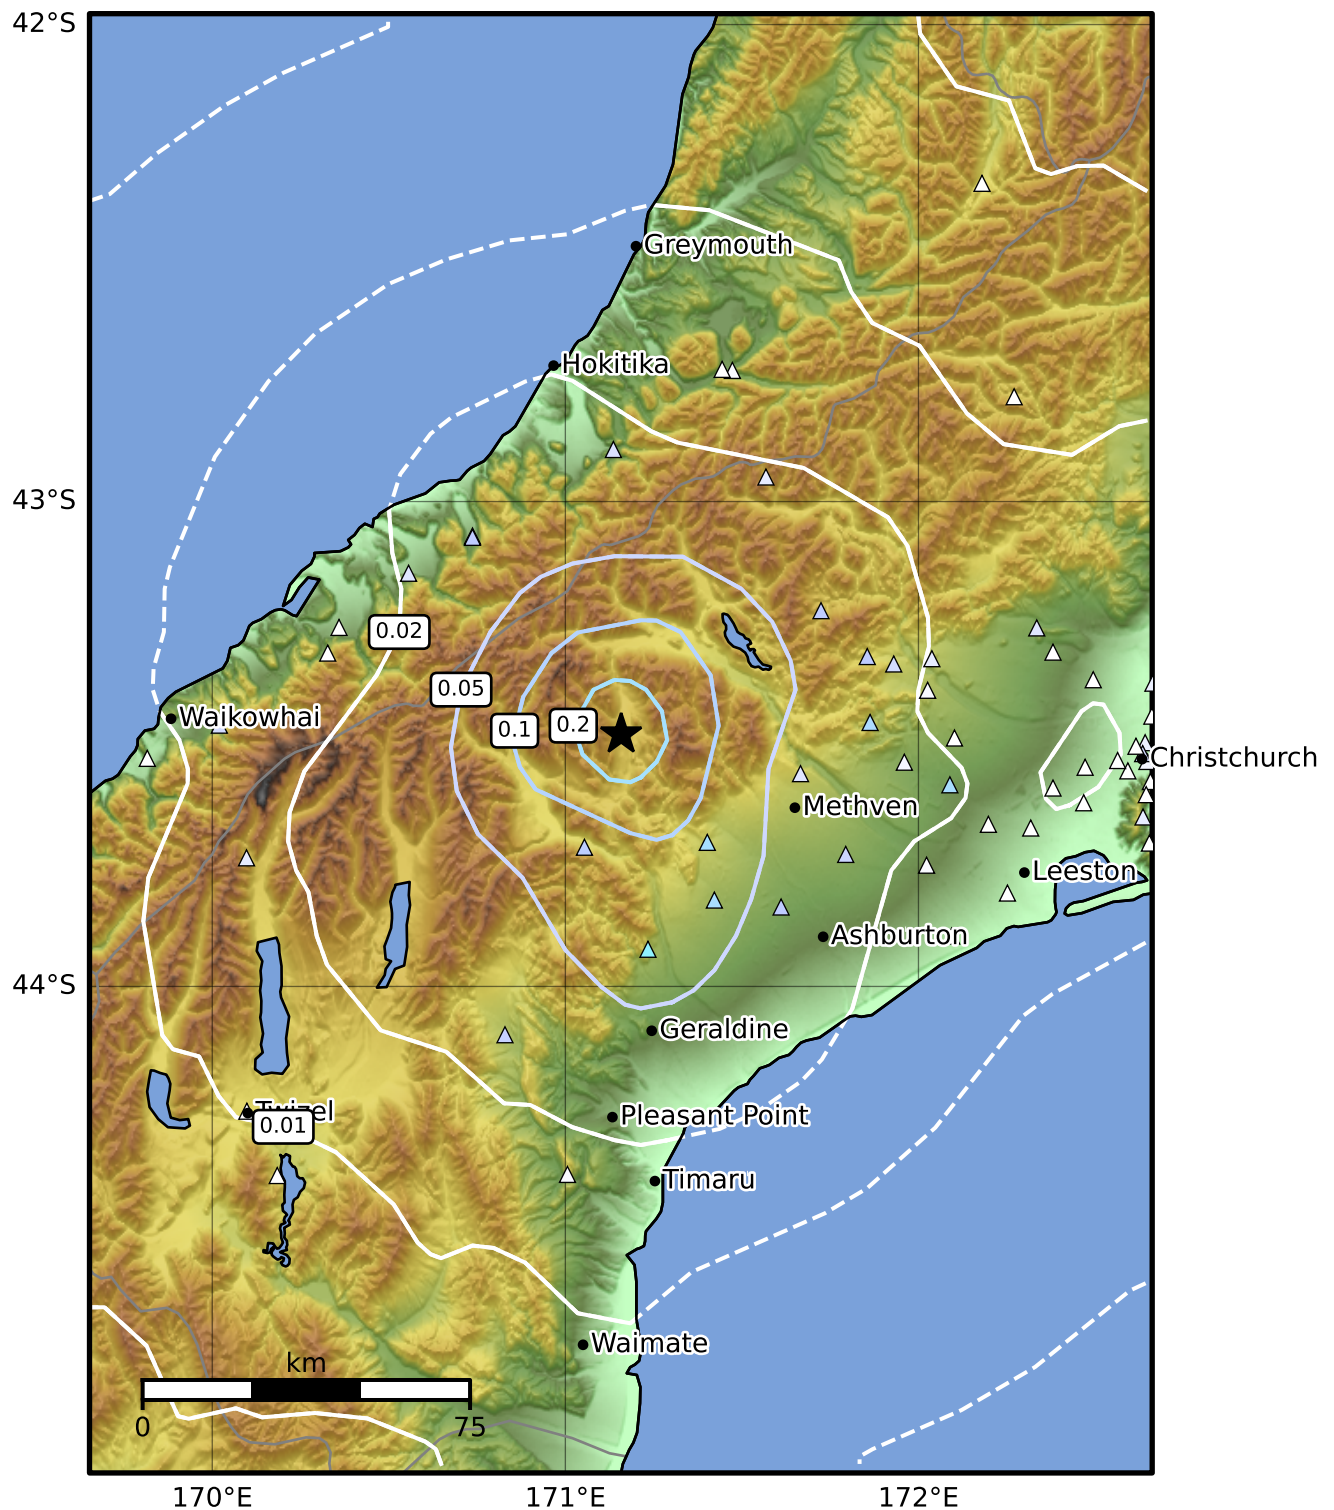 42°S
Greymouth
Hokitika
43°S
0.02
0.05
0.1
0.2
Waikowhai
Christchurch
Methven
Leeston
Ashburton
44°S
Geraldine
Twizel
0.01
Pleasant Point
Timaru
Waimate
km
0
75
170°E
171°E
172°E